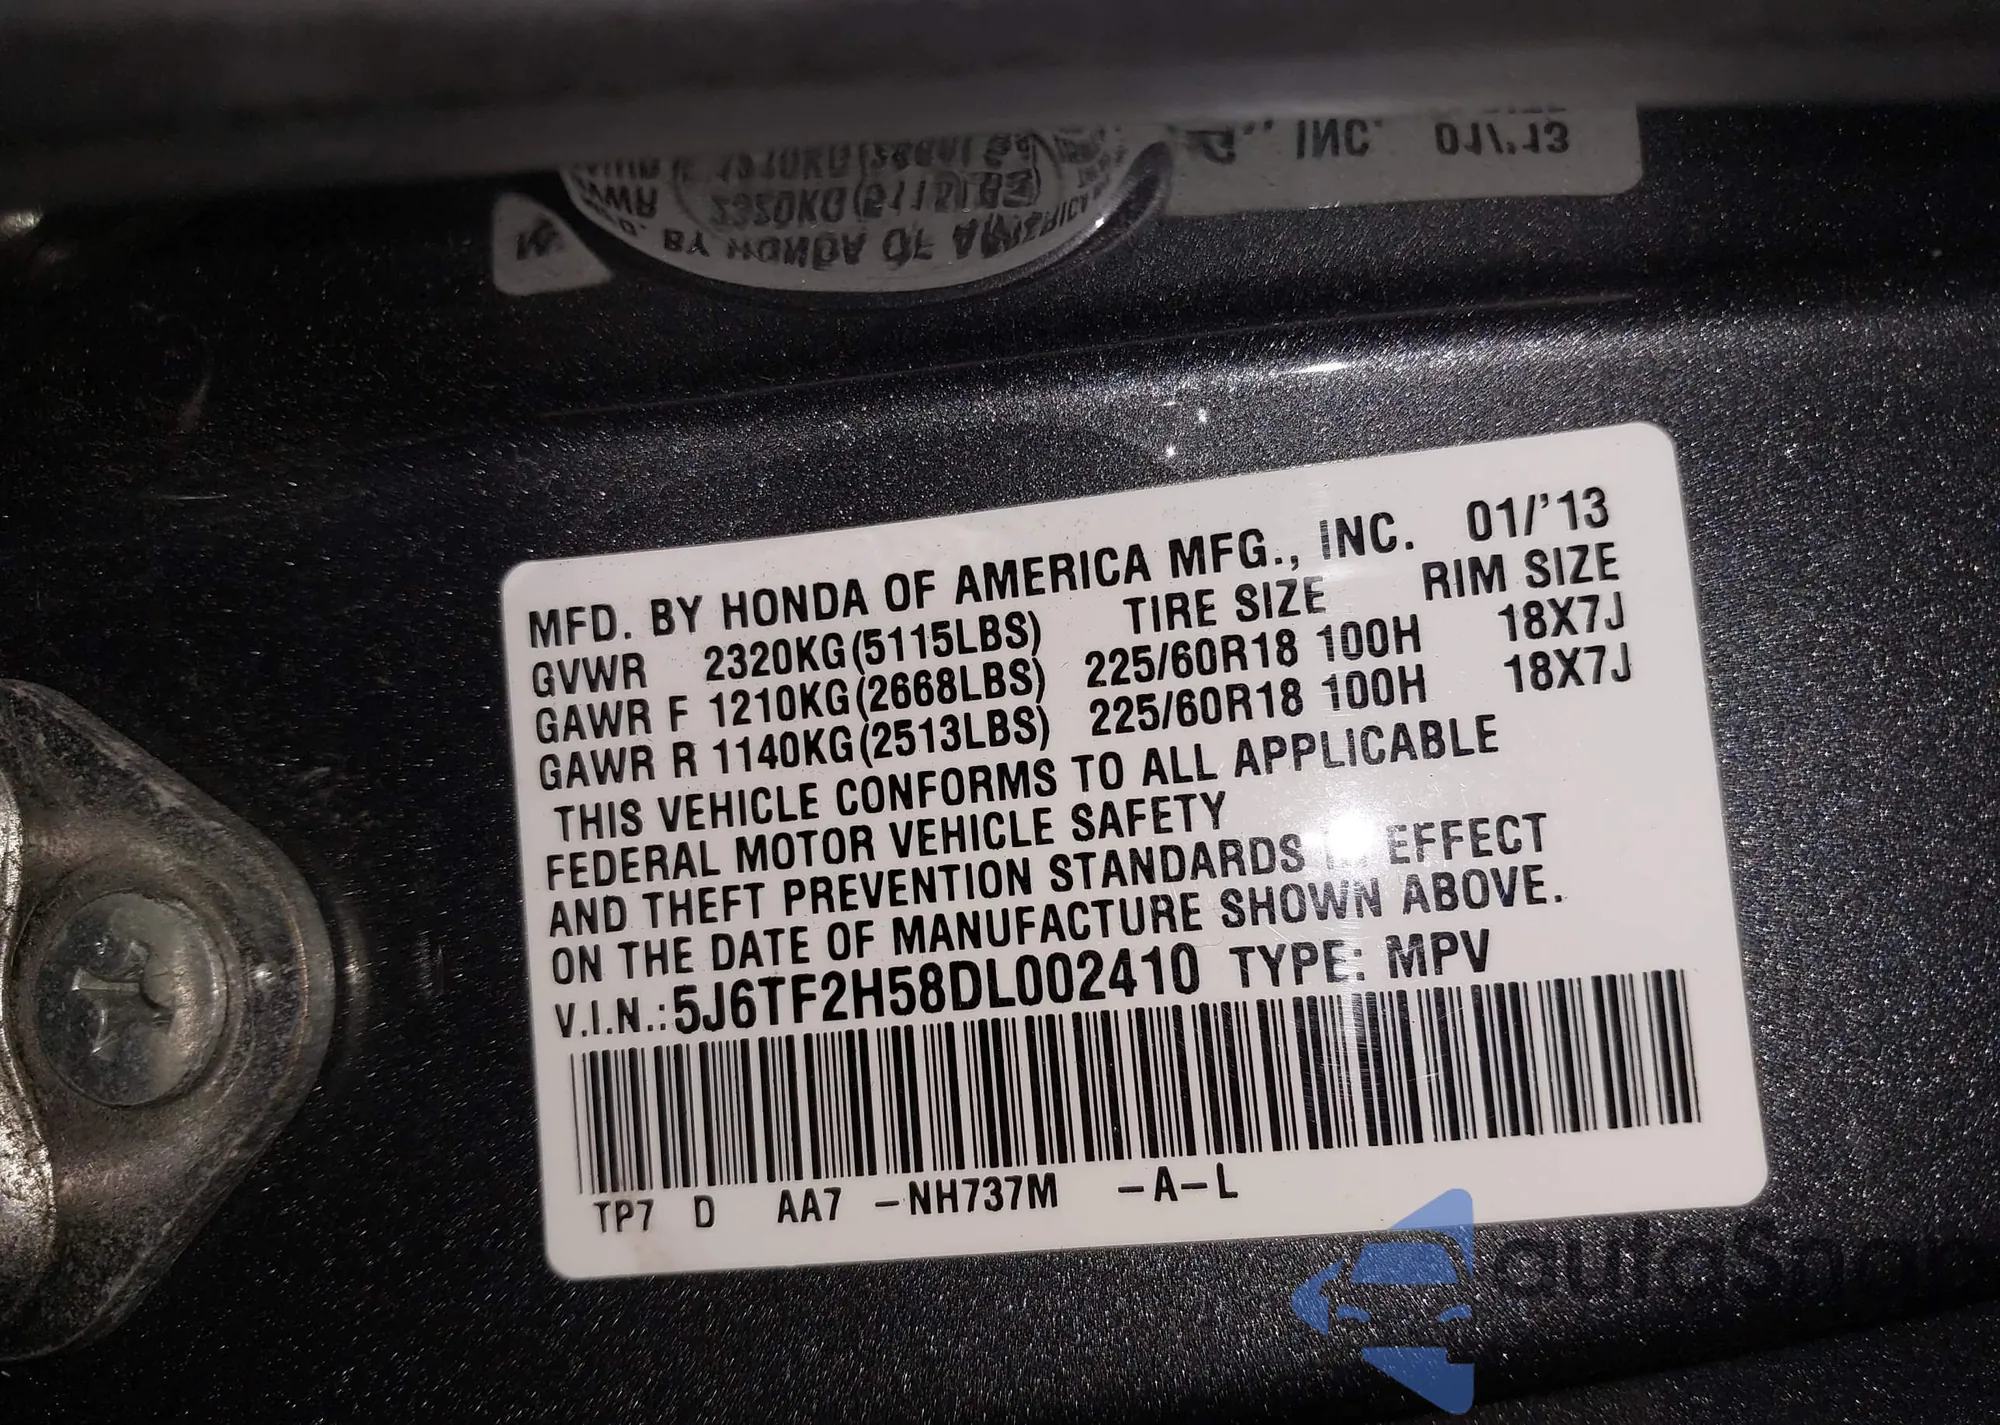 MFD. BY HONDA OF AMERICA MFG., INC. 01/'13
GVWR 2320KG(5115LBS) TIRE SIZE RIM SIZE
GAWR F 1210KG(2668LBS) 225/60R18 100H 18X7J
GAWR R 1140KG(2513LBS) 225/60R18 100H 18X7J
THIS VEHICLE CONFORMS TO ALL APPLICABLE
FEDERAL MOTOR VEHICLE SAFETY
AND THEFT PREVENTION STANDARDS EFFECT
ON THE DATE OF MANUFACTURE SHOWN ABOVE.
V.I.N.:5J6TF2H58DL002410 TYPE: MPV
TP7 D AA7 -NH737M -A-L